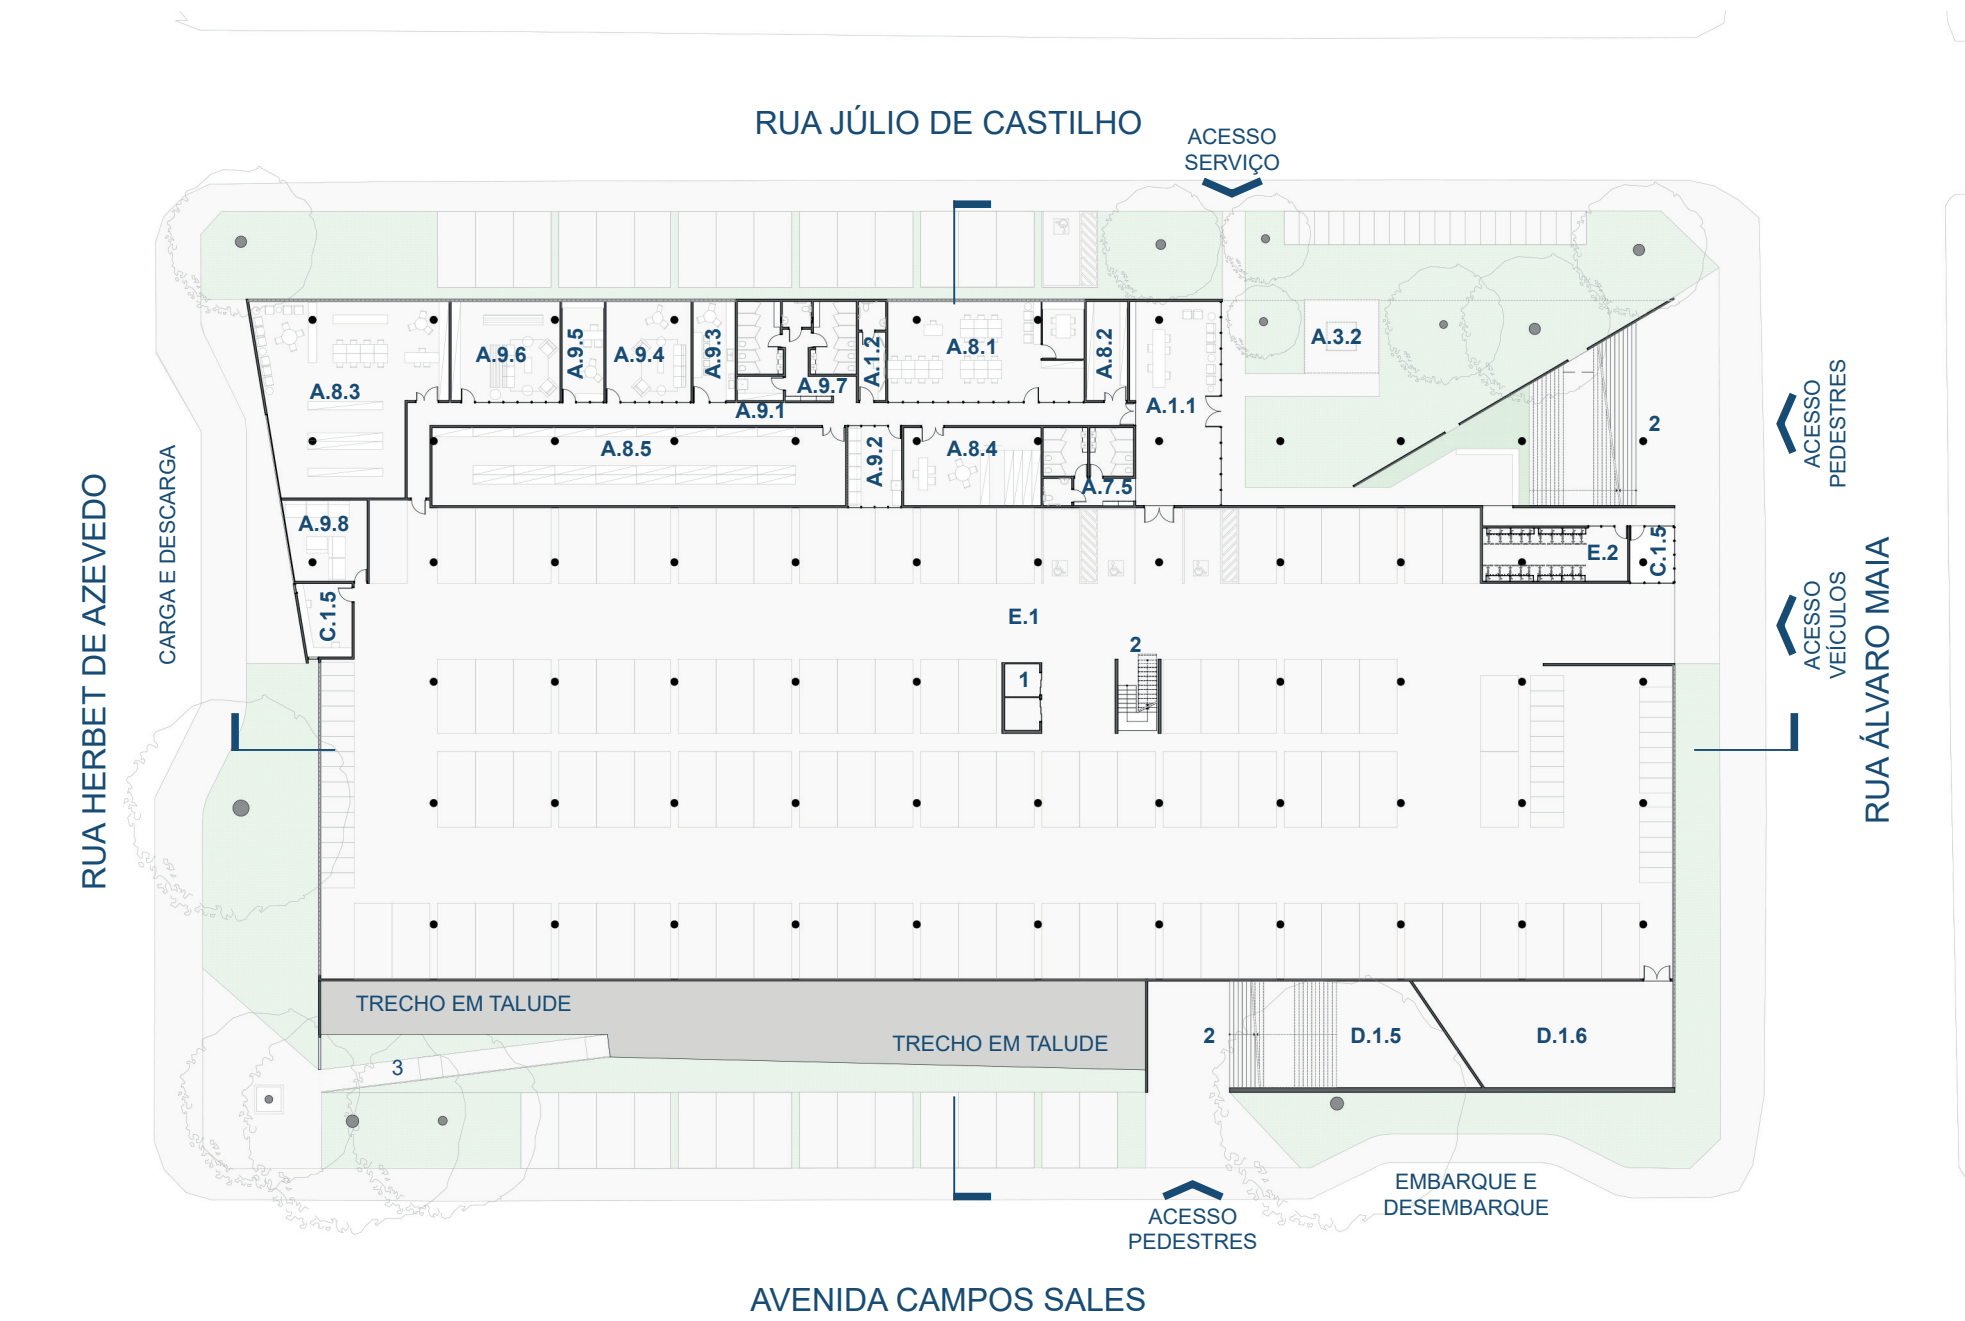 RUA JÚLIO DE CASTILHO
ACESSO
SERVIÇO
A.9.6
A.9.5
A.9.4
A.9.3
A.9.7
A.1.2
A.8.1
A.8.2
A.3.2
A.8.3
A.9.1
A.1.1
2
ACESSO
PEDESTRES
A.8.5
A.9.2
A.8.4
A.7.5
CARGA E DESCARGA
RUA HERBET DE AZEVEDO
A.9.8
E.2
C.1.5
C.1.5
E.1
ACESSO
VEÍCULOS
RUA ÁLVARO MAIA
2
1
TRECHO EM TALUDE
TRECHO EM TALUDE
2
D.1.5
D.1.6
3
EMBARQUE E
DESEMBARQUE
ACESSO
PEDESTRES
AVENIDA CAMPOS SALES